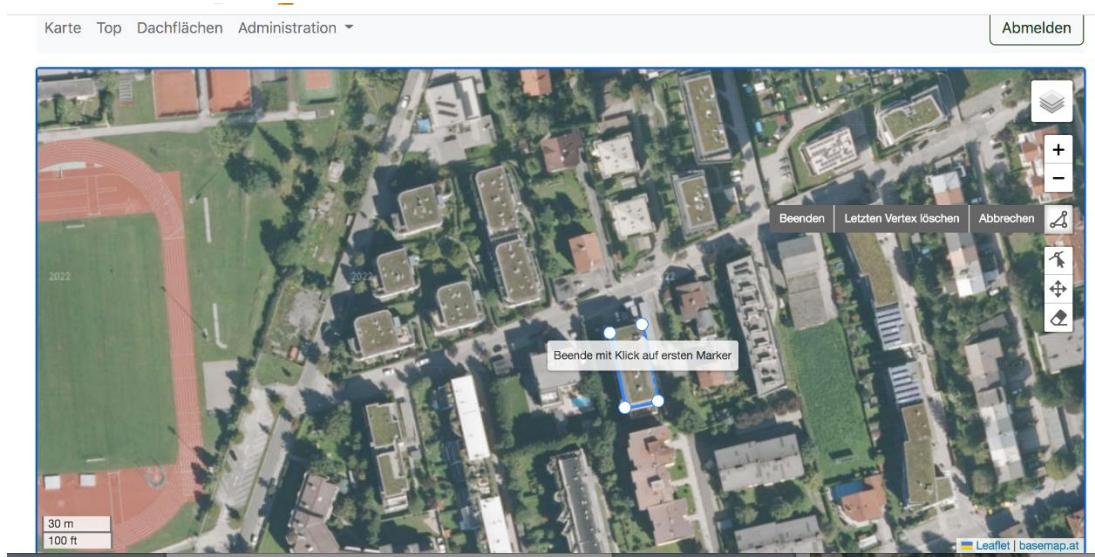 Karte Top Dachflächen Administration
Abmelden
+
−
Beenden Letzten Vertex löschen Abbrechen
2022
2022
22
Beende mit Klick auf ersten Marker
30 m
100 ft
Leaflet | basemap.at